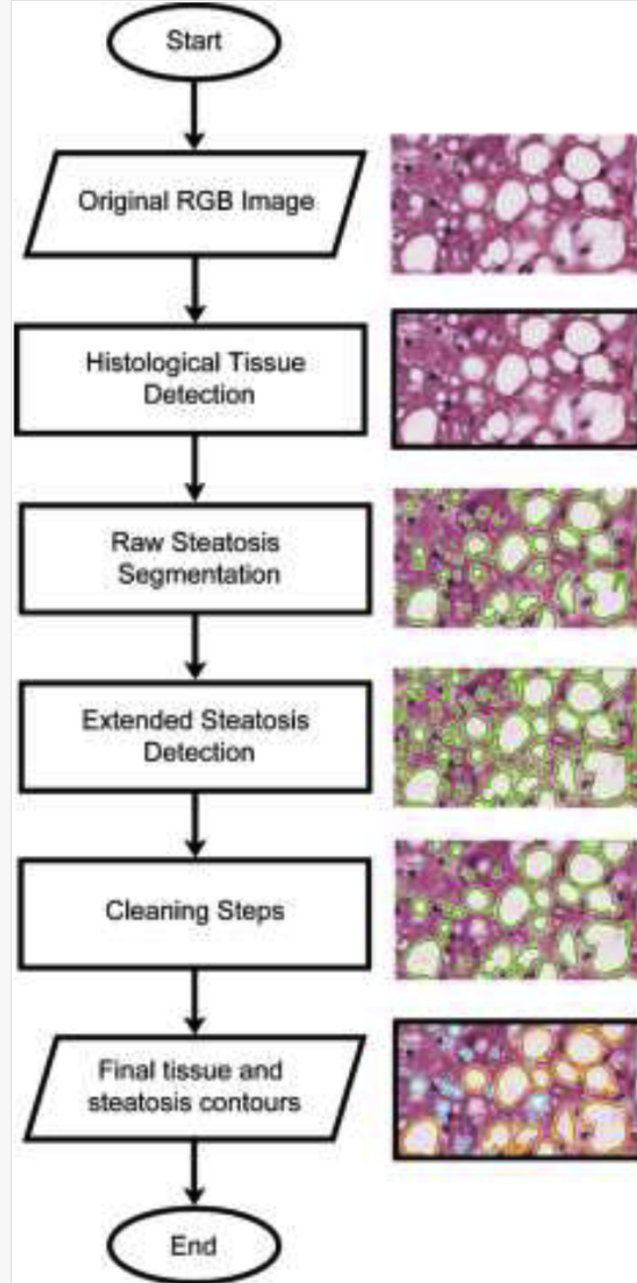 Start
Original RGB Image
Histological Tissue
Detection
Raw Steatosis
Segmentation
Extended Steatosis
Detection
Cleaning Steps
Final tissue and
steatosis contours
End